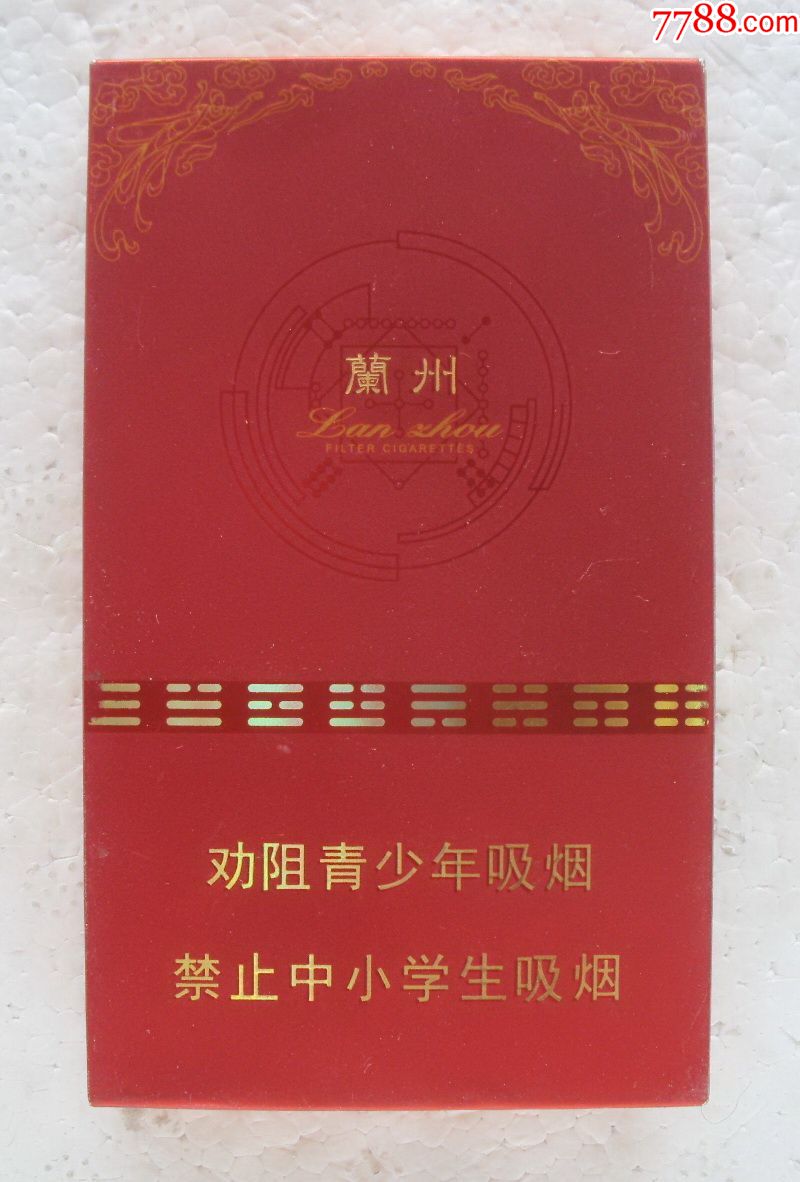 7788.com
蘭州
Lan zhou
FILTER CIGARETTES
劝阻青少年吸烟
禁止中小学生吸烟